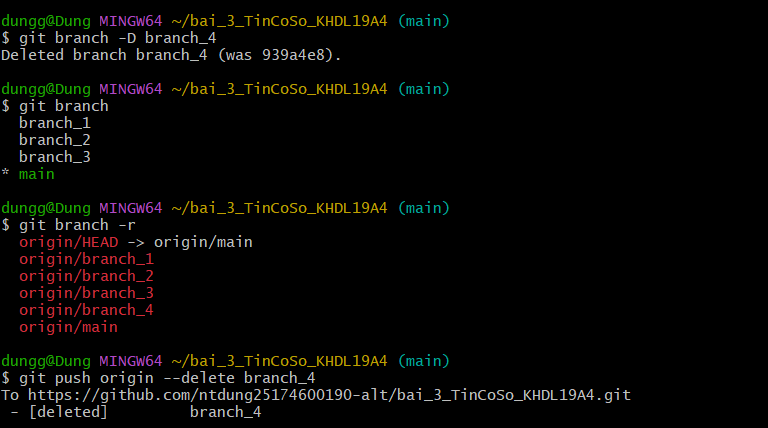 dungg@Dung MINGW64 ~/bai_3_TinCoSo_KHDL19A4 (main)
$ git branch -D branch_4
Deleted branch branch_4 (was 939a4e8).
dungg@Dung MINGW64 ~/bai_3_TinCoSo_KHDL19A4 (main)
$ git branch
branch_1
branch_2
branch_3
* main
dungg@Dung MINGW64 ~/bai_3_TinCoSo_KHDL19A4 (main)
$ git branch -r
origin/HEAD -> origin/main
origin/branch_1
origin/branch_2
origin/branch_3
origin/branch_4
origin/main
dungg@Dung MINGW64 ~/bai_3_TinCoSo_KHDL19A4 (main)
$ git push origin --delete branch_4
To https://github.com/ntdung25174600190-alt/bai_3_TinCoSo_KHDL19A4.git
- [deleted]         branch_4